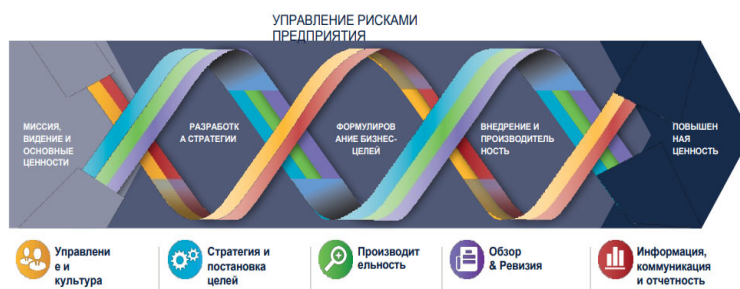 УПРАВЛЕНИЕ РИСКАМИ
ПРЕДПРИЯТИЯ
МИССИЯ,
ВИДЕНИЕ И
ОСНОВНЫЕ
ЦЕННОСТИ
РАЗРАБОТК
А СТРАТЕГИИ
ФОРМУЛИРОВ
АНИЕ БИЗНЕС-
ЦЕЛЕЙ
ВНЕДРЕНИЕ И
ПРОИЗВОДИТЕЛЬ
НОСТЬ
ПОВЫШЕН
НАЯ
ЦЕННОСТЬ
Управлени
е и
культура
Стратегия и
постановка
целей
Производит
ельность
Обзор
& Ревизия
Информация,
коммуникация
и отчетность